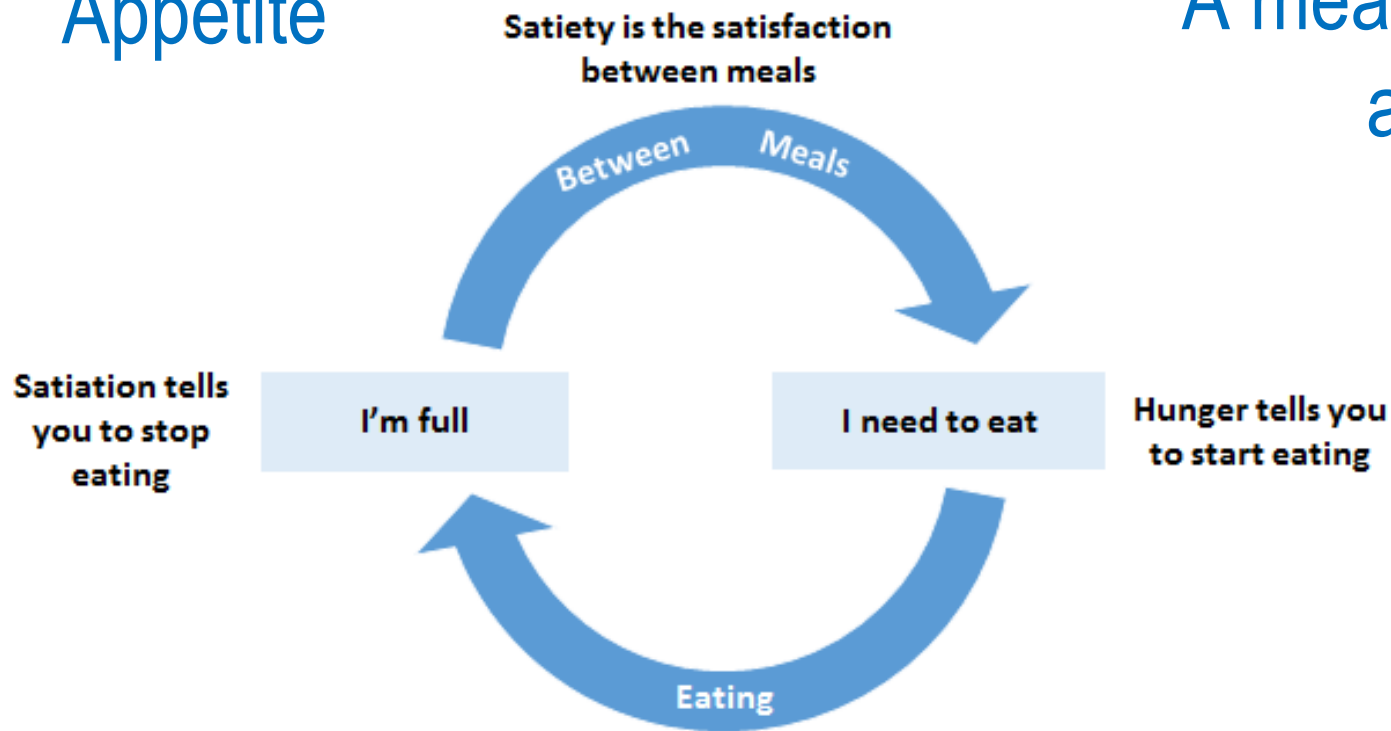 Appetite
Satiety is the satisfaction
between meals
A
Between Meals
Satiation tells
you to stop
eating
I'm full
I need to eat
Hunger tells you
to start eating
Eating